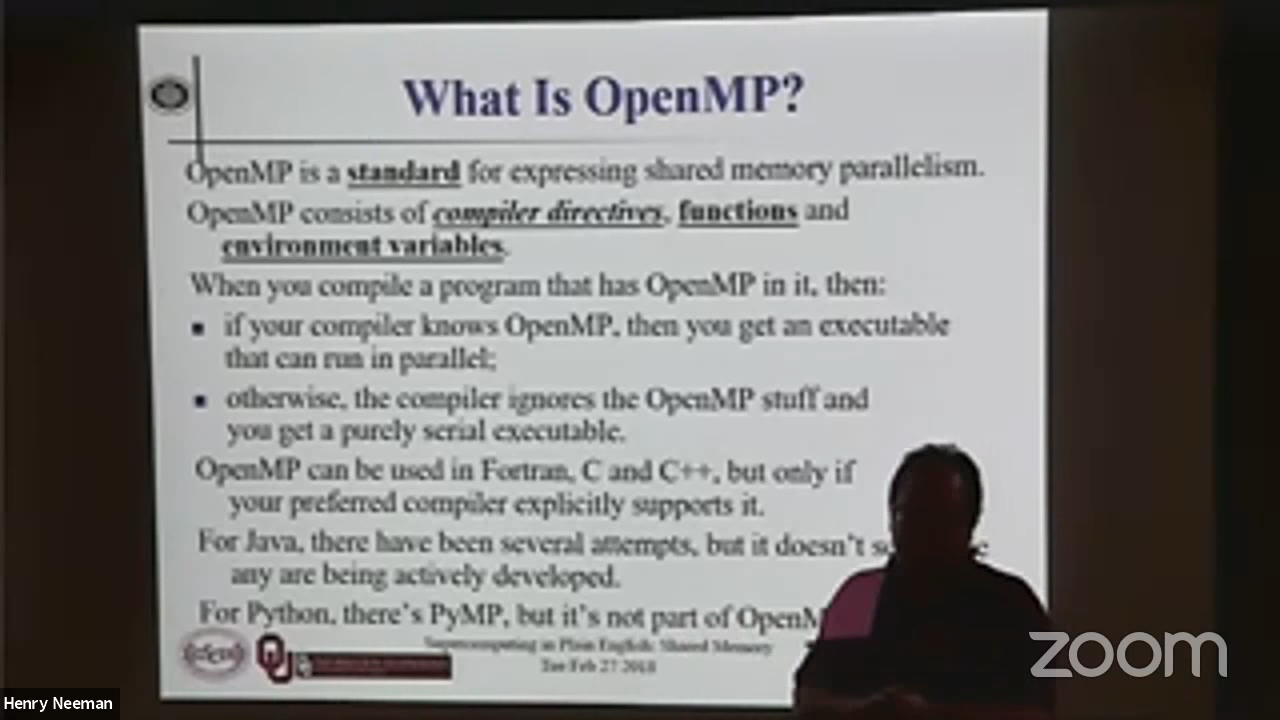 What Is OpenMP?
OpenMP is a standard for expressing shared memory parallelism.
OpenMP consists of compiler directives, functions and
environment variables.
When you compile a program that has OpenMP in it, then:
▪ if your compiler knows OpenMP, then you get an executable
that can run in parallel;
▪ otherwise, the compiler ignores the OpenMP stuff and
you get a purely serial executable.
OpenMP can be used in Fortran, C and C++, but only if
your preferred compiler explicitly supports it.
For Java, there have been several attempts, but it doesn't
any are being actively developed.
For Python, there's PyMP, but it's not part of OpenM
Supercomputing in Plain English: Shared Memory
Tue Feb 27 2018
zoom
Henry Neeman